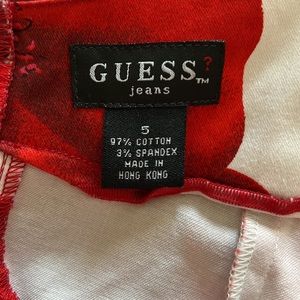 GUESS?™
jeans
5
97% COTTON
3% SPANDEX
MADE IN
HONG KONG